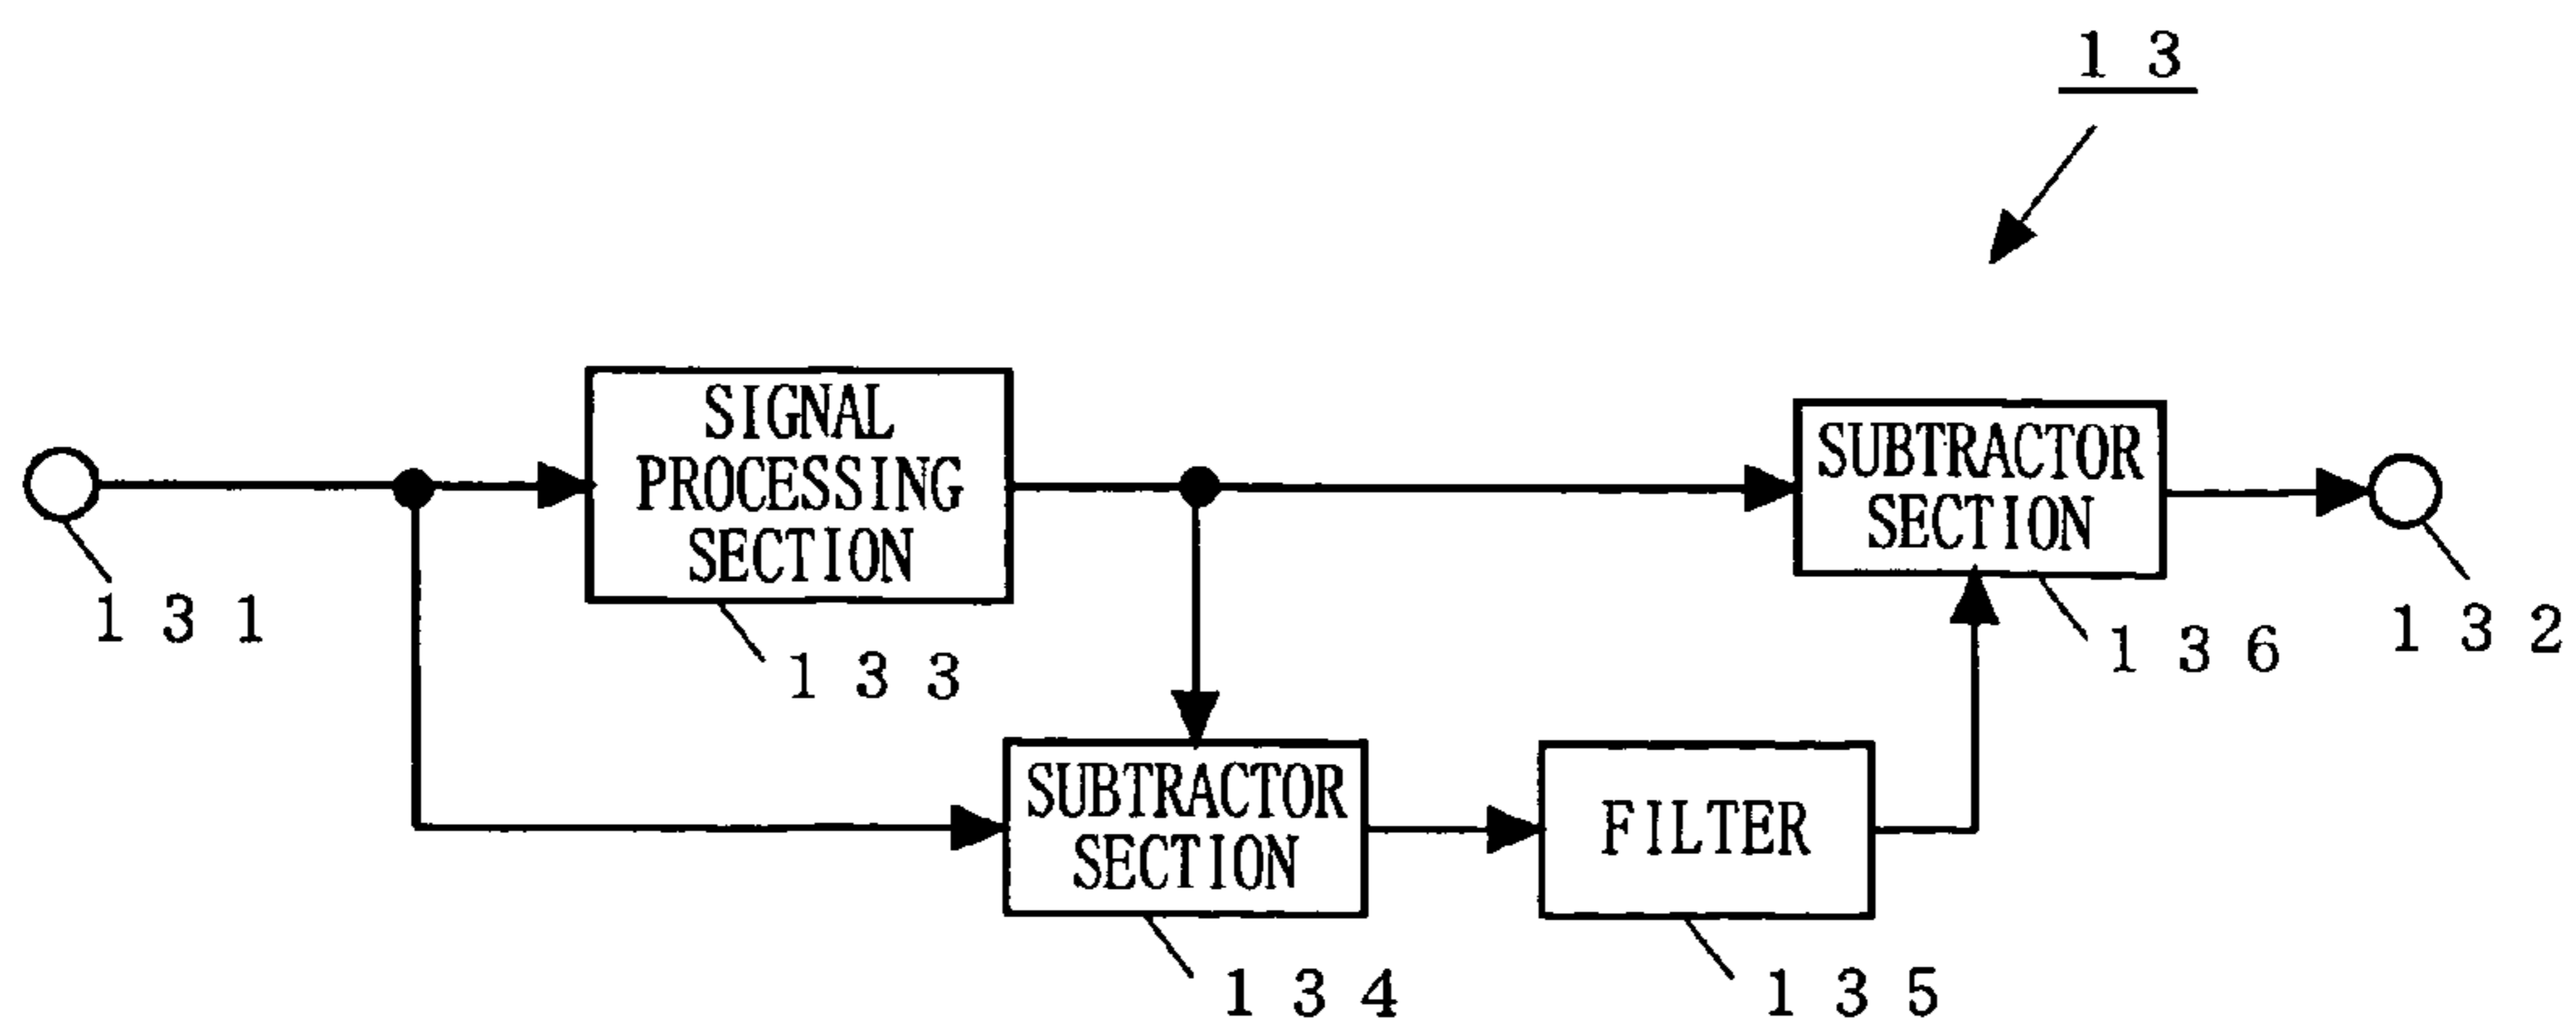 13
SIGNAL
PROCESSING
SECTION
SUBTRACTOR
SECTION
131
133
136
132
SUBTRACTOR
SECTION
FILTER
134
135